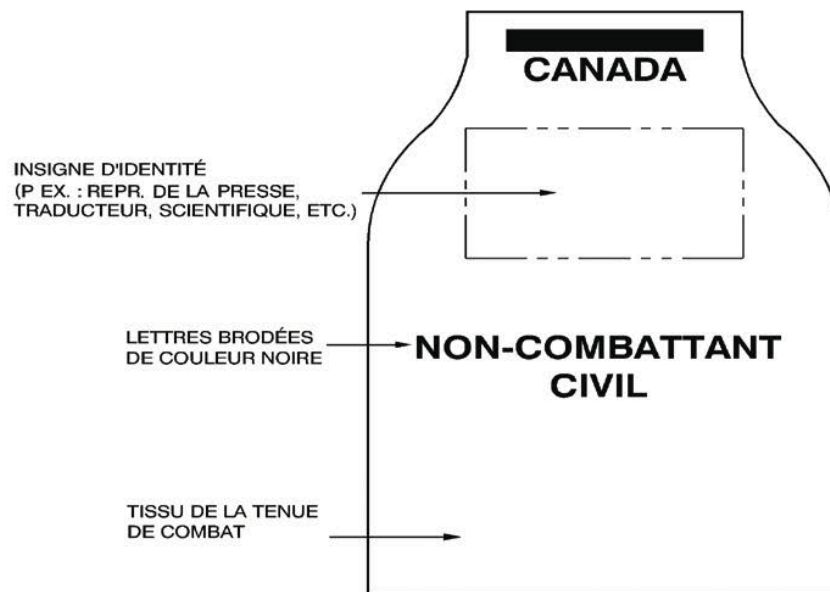 CANADA
INSIGNE D'IDENTITÉ
(P EX. : REPR. DE LA PRESSE,
TRADUCTEUR, SCIENTIFIQUE, ETC.)
LETTRES BRODÉES
DE COULEUR NOIRE
NON-COMBATTANT
CIVIL
TISSU DE LA TENUE
DE COMBAT